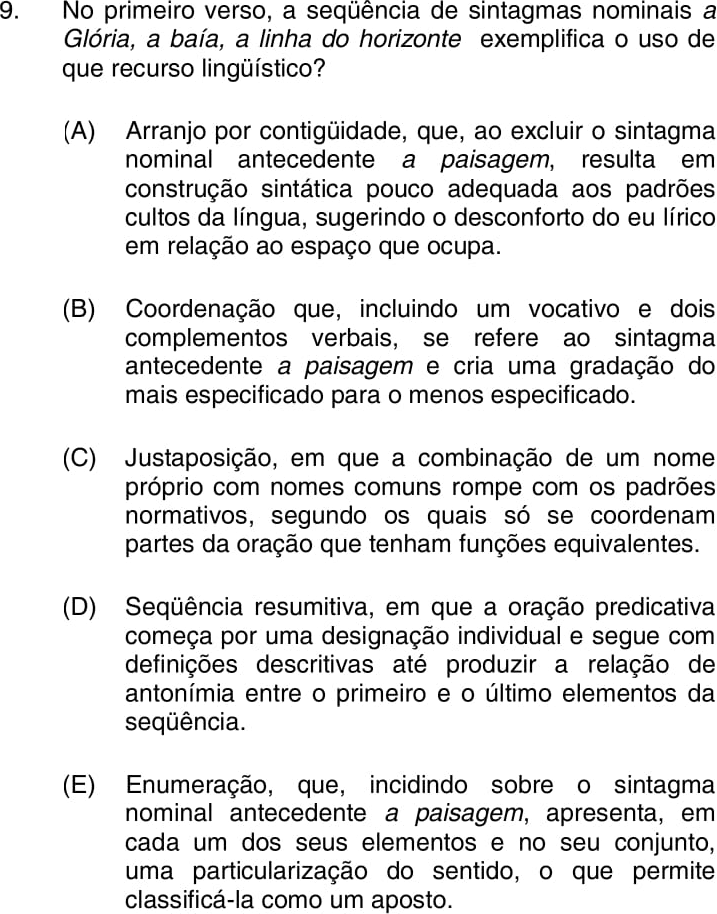 9. No primeiro verso, a seqüência de sintagmas nominais a
Glória, a baía, a linha do horizonte exemplifica o uso de
que recurso lingüístico?
(A) Arranjo por contigüidade, que, ao excluir o sintagma
nominal antecedente a paisagem, resulta em
construção sintática pouco adequada aos padrões
cultos da língua, sugerindo o desconforto do eu lírico
em relação ao espaço que ocupa.
(B) Coordenação que, incluindo um vocativo e dois
complementos verbais, se refere ao sintagma
antecedente a paisagem e cria uma gradação do
mais especificado para o menos especificado.
(C) Justaposição, em que a combinação de um nome
próprio com nomes comuns rompe com os padrões
normativos, segundo os quais só se coordenam
partes da oração que tenham funções equivalentes.
(D) Seqüência resumitiva, em que a oração predicativa
começa por uma designação individual e segue com
definições descritivas até produzir a relação de
antonímia entre o primeiro e o último elementos da
seqüência.
(E) Enumeração, que, incidindo sobre o sintagma
nominal antecedente a paisagem, apresenta, em
cada um dos seus elementos e no seu conjunto,
uma particularização do sentido, o que permite
classificá-la como um aposto.